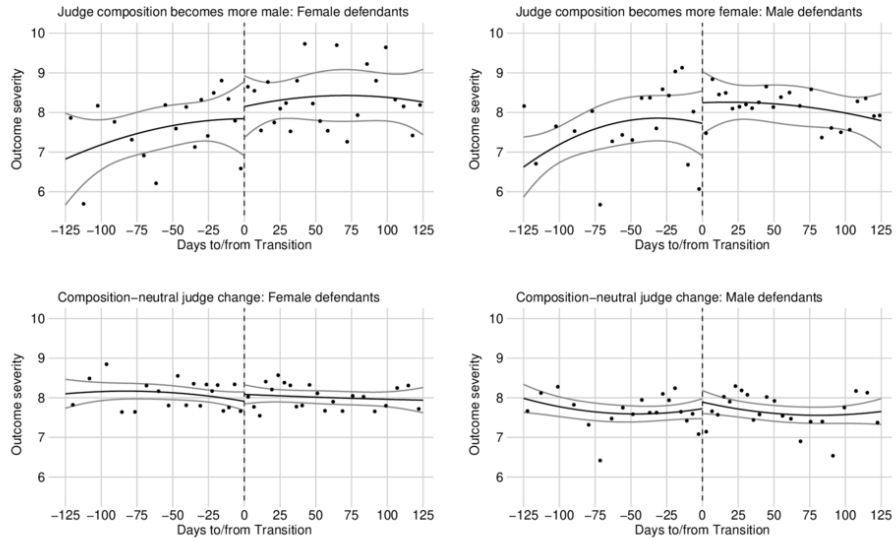 Judge composition becomes more male: Female defendants
10
9
8
7
6
Outcome severity
−125 −100 −75 −50 −25 0 25 50 75 100 125
Days to/from Transition
Judge composition becomes more female: Male defendants
10
9
8
7
6
Outcome severity
−125 −100 −75 −50 −25 0 25 50 75 100 125
Days to/from Transition
Composition−neutral judge change: Female defendants
10
9
8
7
6
Outcome severity
−125 −100 −75 −50 −25 0 25 50 75 100 125
Days to/from Transition
Composition−neutral judge change: Male defendants
10
9
8
7
6
Outcome severity
−125 −100 −75 −50 −25 0 25 50 75 100 125
Days to/from Transition